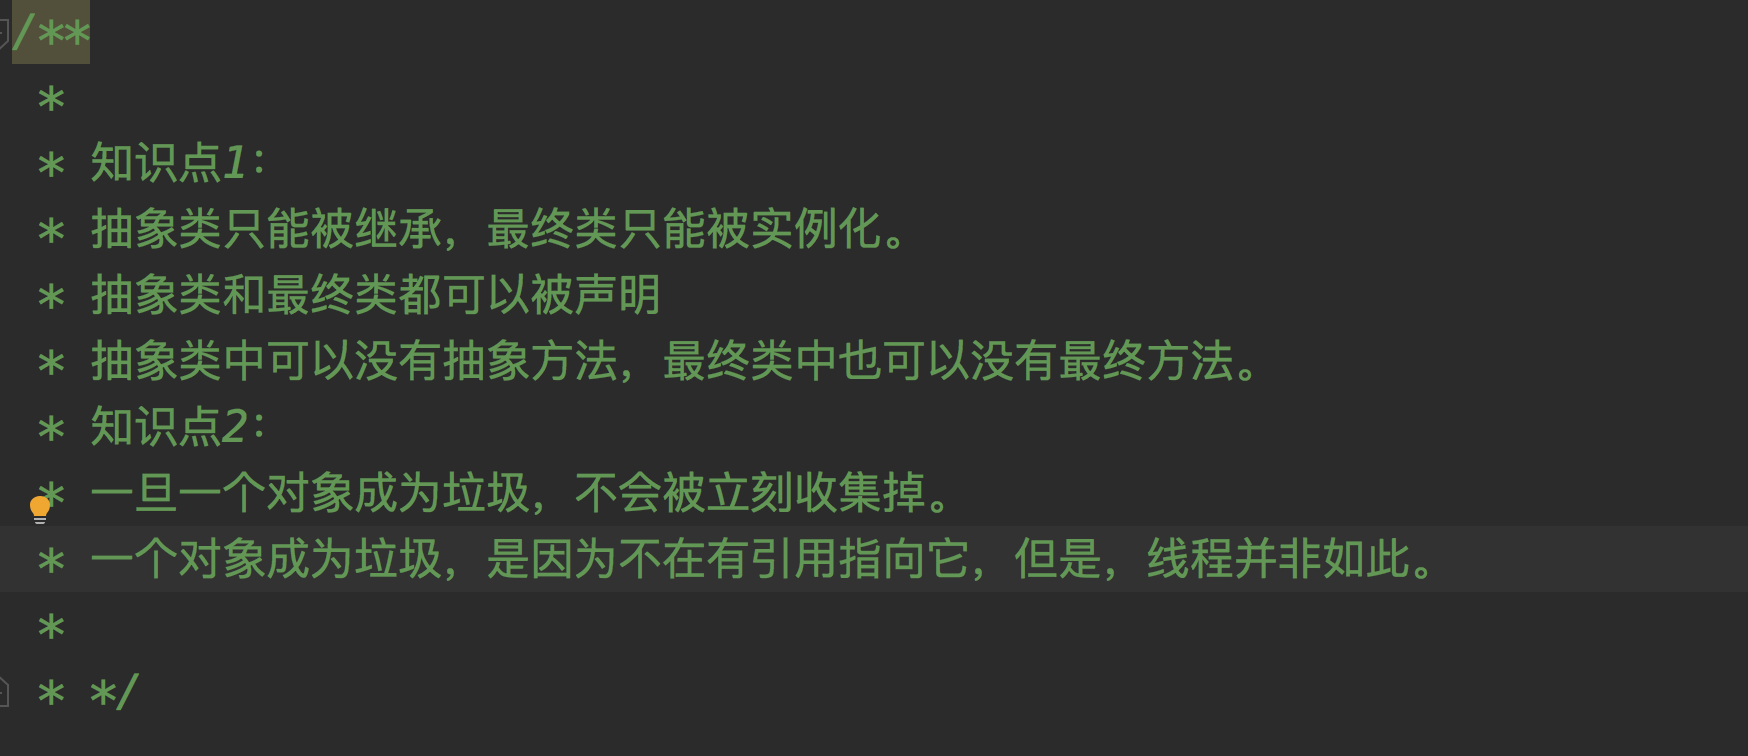 /**
*
* 知识点1：
* 抽象类只能被继承，最终类只能被实例化。
* 抽象类和最终类都可以被声明
* 抽象类中可以没有抽象方法，最终类中也可以没有最终方法。
* 知识点2：
* 一旦一个对象成为垃圾，不会被立刻收集掉。
* 一个对象成为垃圾，是因为不在有引用指向它，但是，线程并非如此。
*
* */